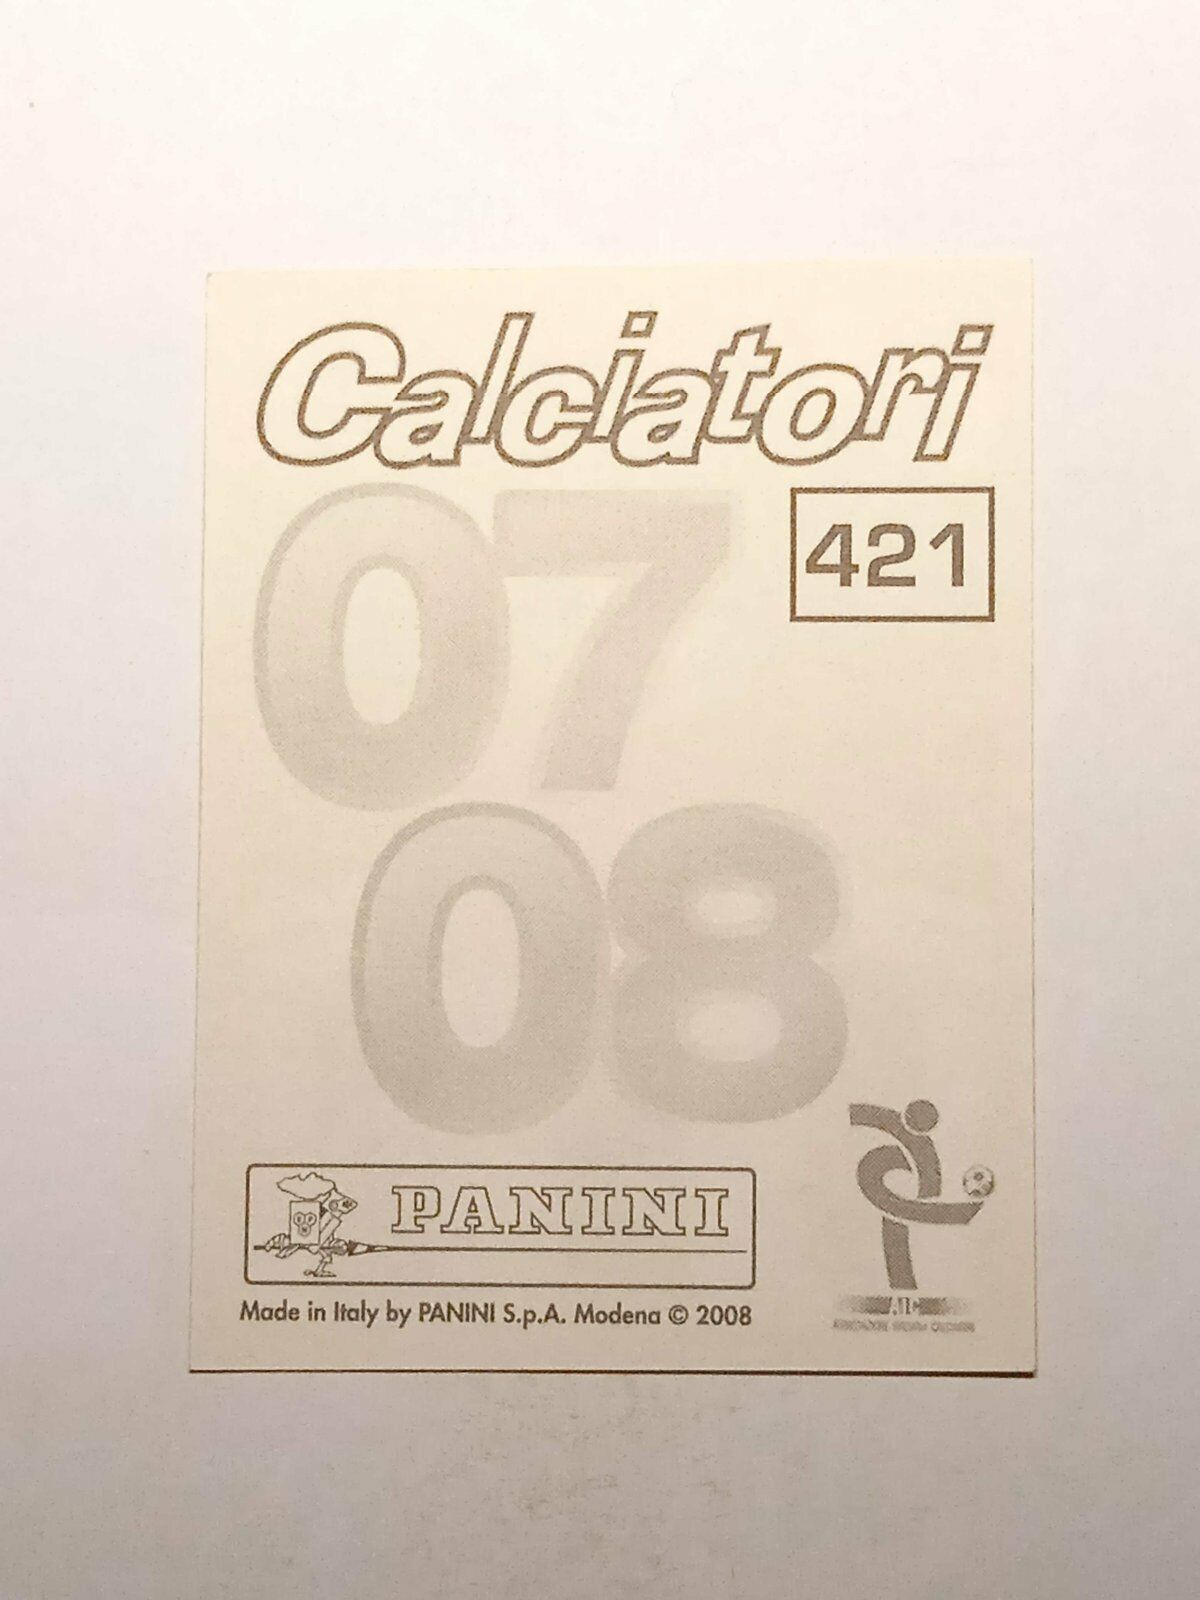 Calciatori
07
421
08
PANINI
Made in Italy by PANINI S.p.A. Modena © 2008